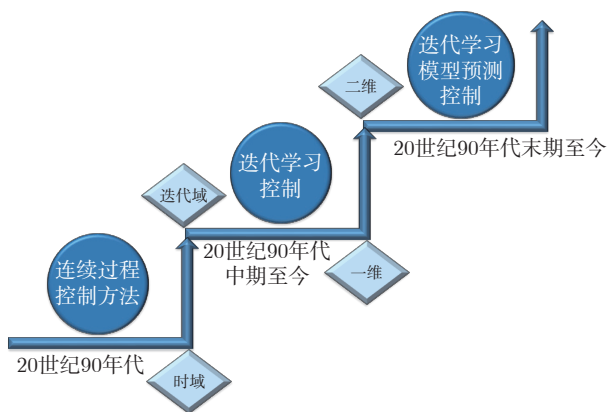 迭代学习
模型预测
控制
二维
20世纪90年代末期至今
迭代学习
控制
迭代域
20世纪90年代
中期至今
一维
连续过程
控制方法
20世纪90年代
时域